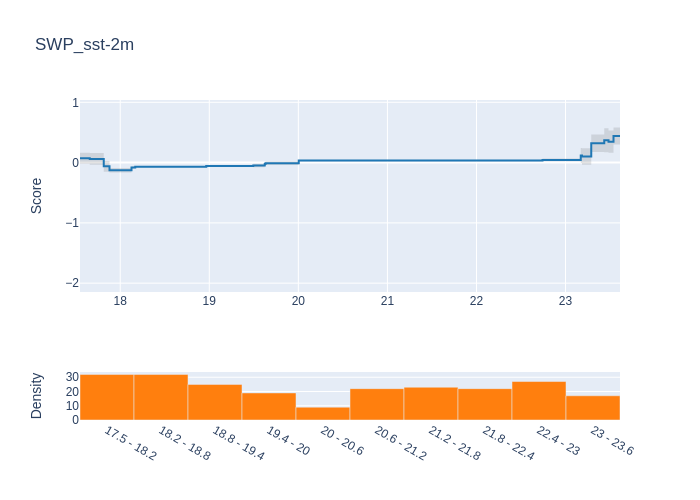 SWP_sst-2m
1
0
−1
−2
Score
18 19 20 21 22 23
30
20
10
0
Density
17.5 - 18.2
18.2 - 18.8
18.8 - 19.4
19.4 - 20
20 - 20.6
20.6 - 21.2
21.2 - 21.8
21.8 - 22.4
22.4 - 23
23 - 23.6